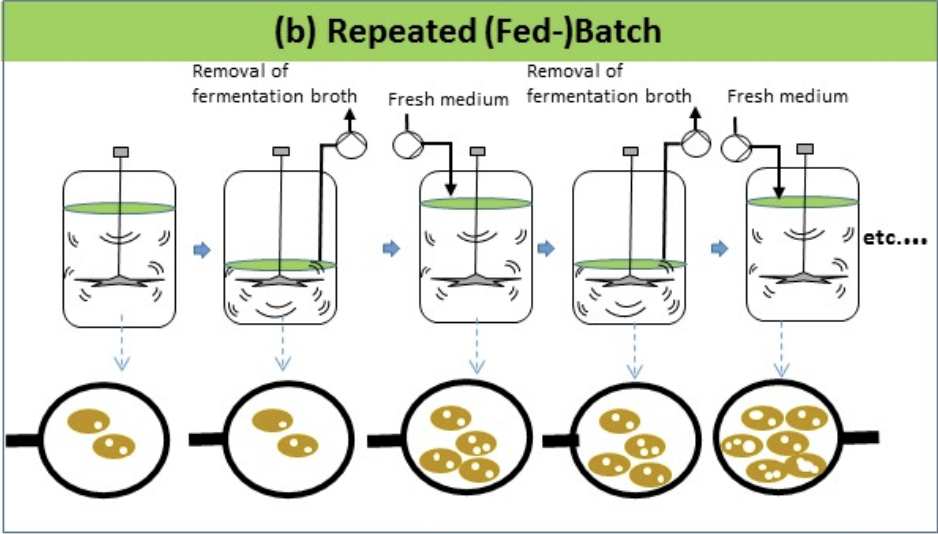 (b) Repeated (Fed-)Batch
Removal of
fermentation broth
Fresh medium
Removal of
fermentation broth
Fresh medium
etc....